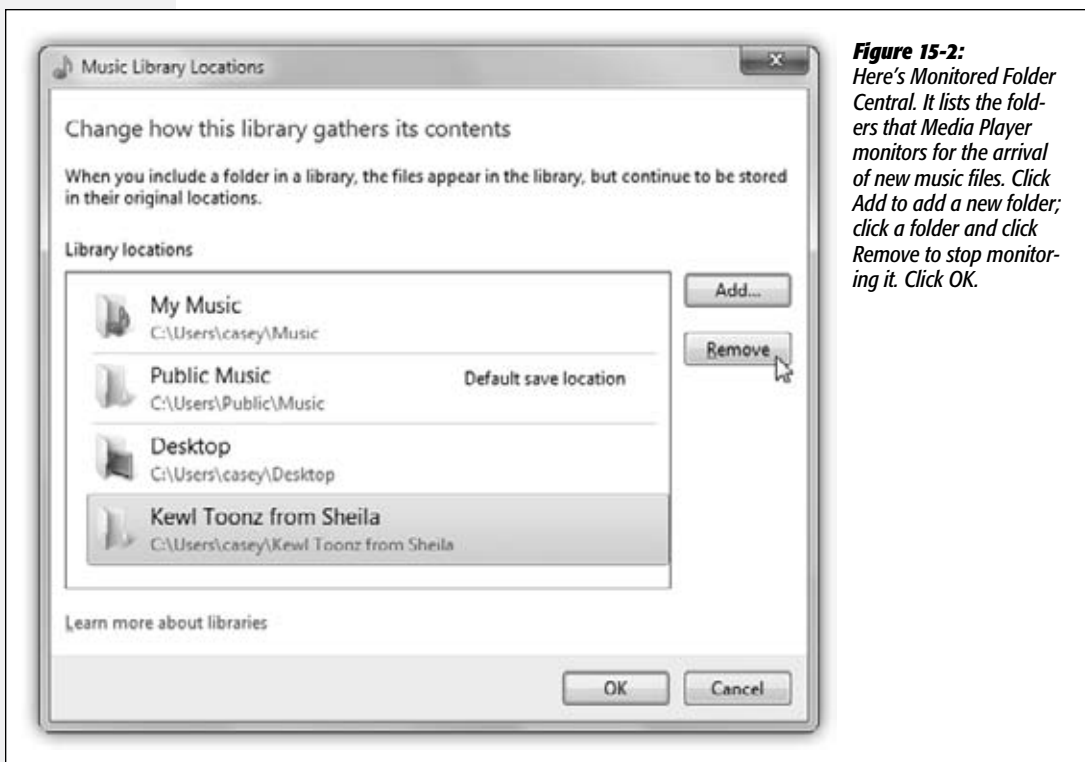 Music Library Locations
Change how this library gathers its contents
When you include a folder in a library, the files appear in the library, but continue to be stored
in their original locations.
Library locations
My Music
C:\Users\casey\Music
Public Music
Default save location
C:\Users\Public\Music
Desktop
C:\Users\casey\Desktop
Kewl Toonz from Sheila
C:\Users\casey\Kewl Toonz from Sheila
Add...
Remove
Learn more about libraries
OK
Cancel
Figure 15-2:
Here's Monitored Folder
Central. It lists the fold-
ers that Media Player
monitors for the arrival
of new music files. Click
Add to add a new folder;
click a folder and click
Remove to stop monitor-
ing it. Click OK.